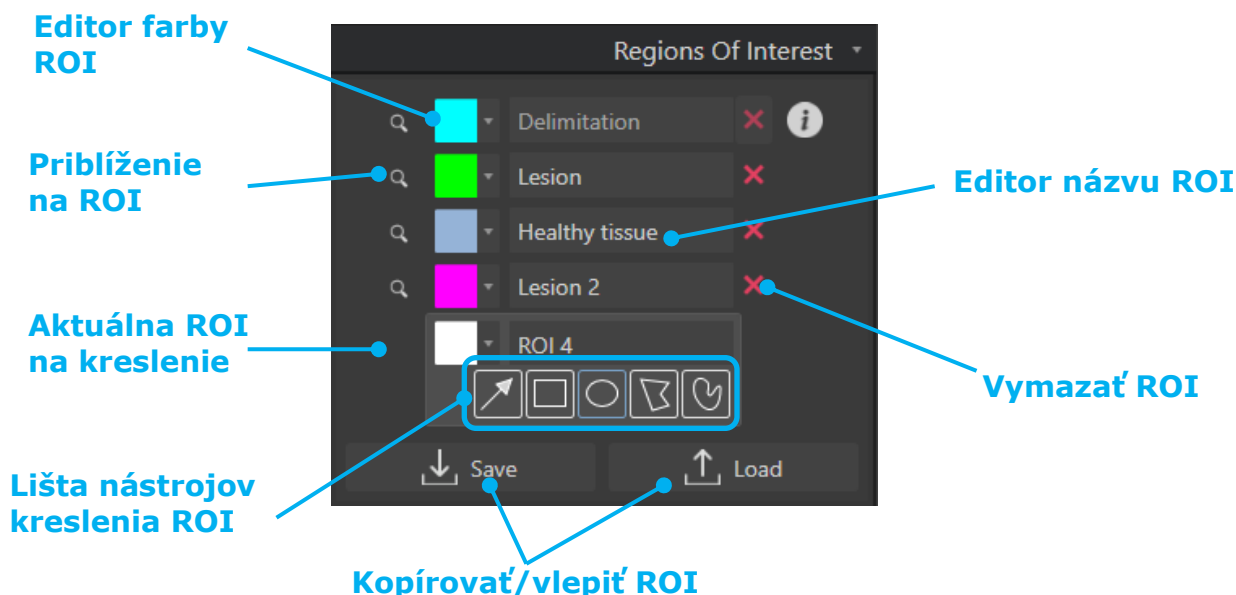 Editor farby
ROI
Regions Of Interest
Delimitation
Priblíženie
na ROI
Lesion
Editor názvu ROI
Healthy tissue
Lesion 2
Aktuálna ROI
na kreslenie
ROI 4
Vymazať ROI
Save
Load
Lišta nástrojov
kreslenia ROI
Kopírovať/vlepiť ROI